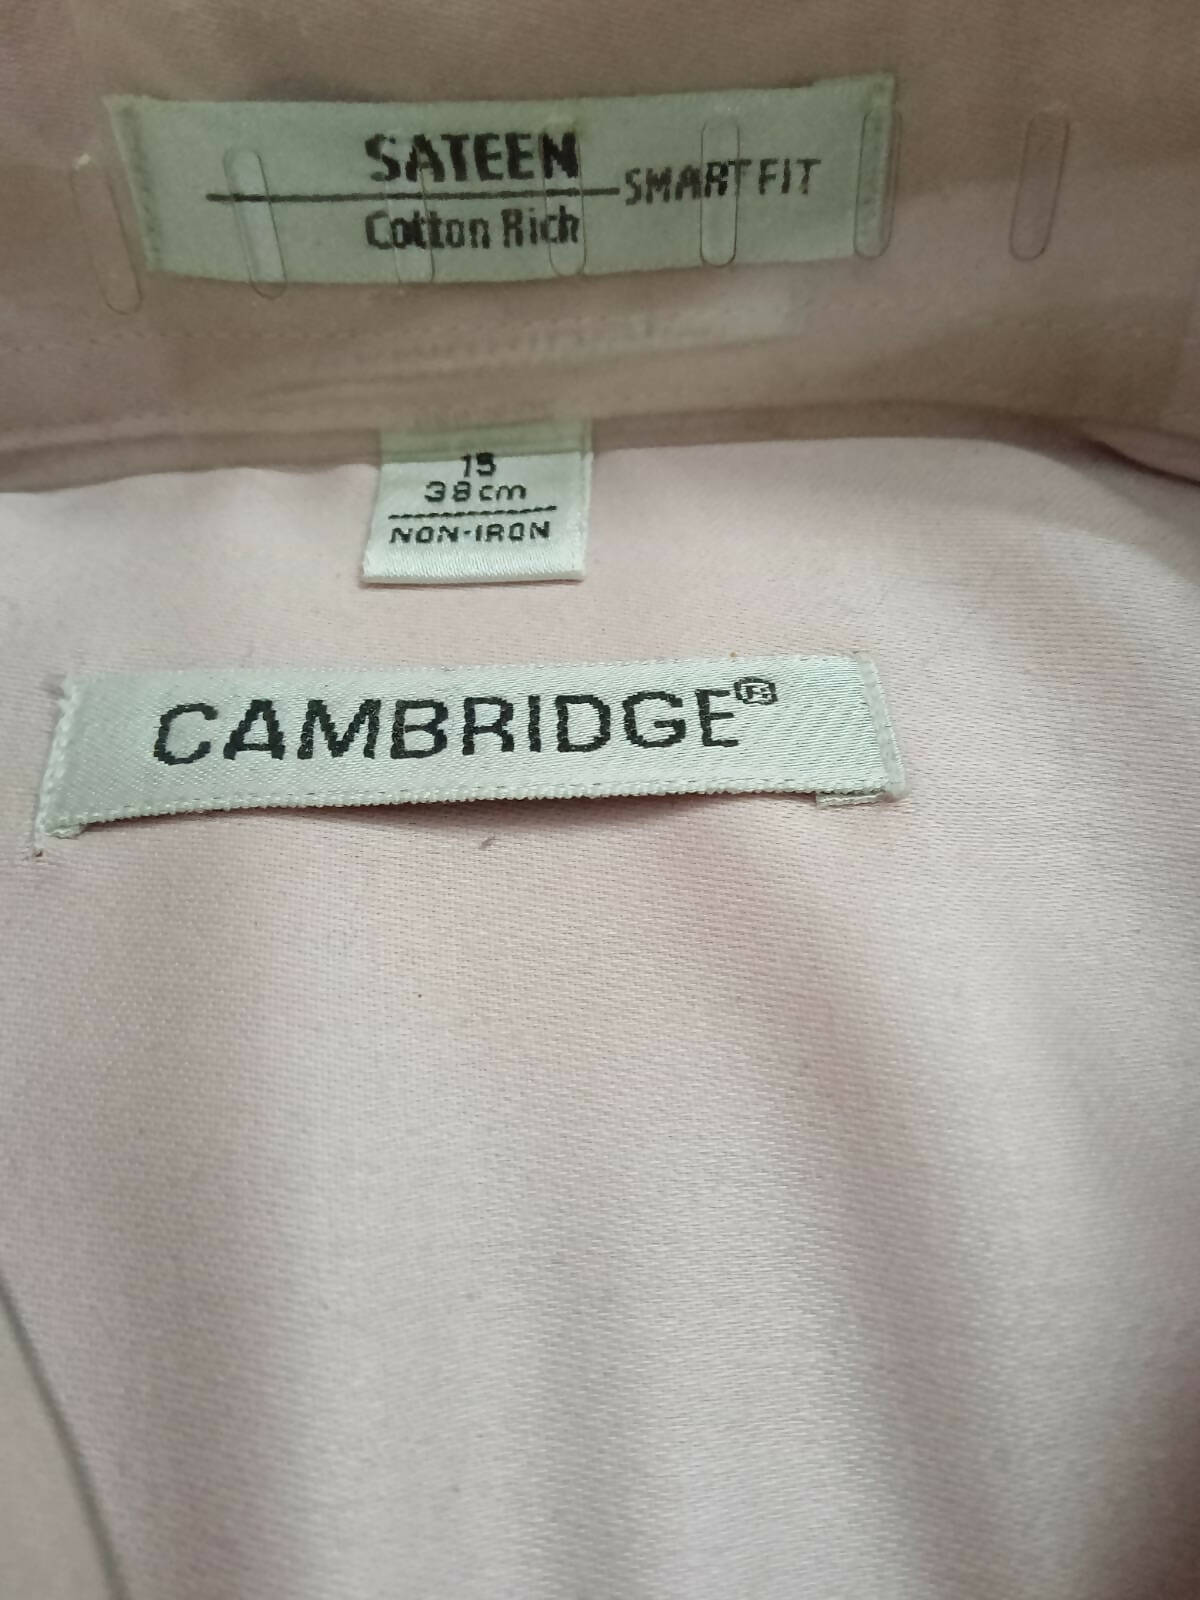 SATEEN
Cotton Rich
SMART FIT
15
38cm
NON-IRON
CAMBRIDGE®